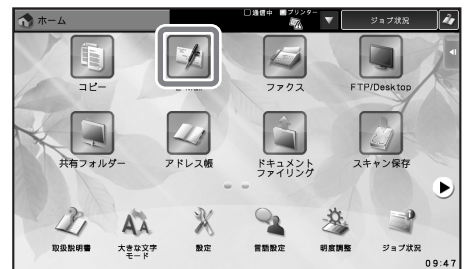 ホーム
通信中 プリンター
ジョブ状況
コピー
E-Mail
ファクス
FTP/Desktop
共有フォルダー
アドレス帳
ドキュメント
ファイリング
スキャン保存
取扱説明書
大きな文字
モード
設定
言語設定
明度調整
ジョブ状況
09:47